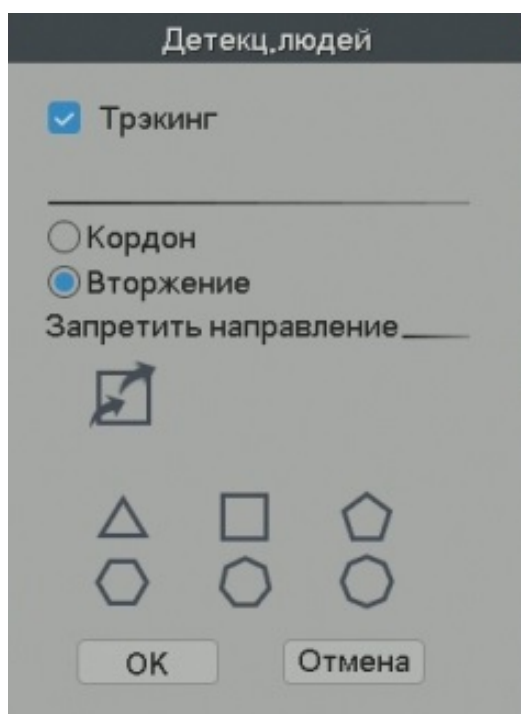 Детекц.людей
Трэкинг
Кордон
Вторжение
Запретить направление
OK
Отмена